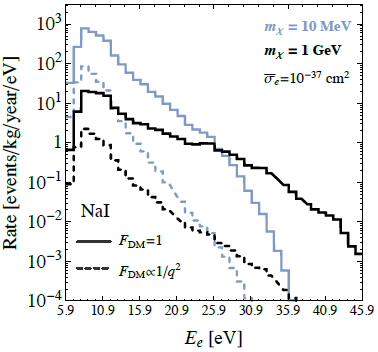 10³
10²
10¹
1
10⁻¹
10⁻²
10⁻³
10⁻⁴
Rate [events/kg/year/eV]
m_χ = 10 MeV
m_χ = 1 GeV
σ̅_e=10⁻³⁷ cm²
NaI
F_DM=1
F_DM∝1/q²
5.9 10.9 15.9 20.9 25.9 30.9 35.9 40.9 45.9
E_e [eV]